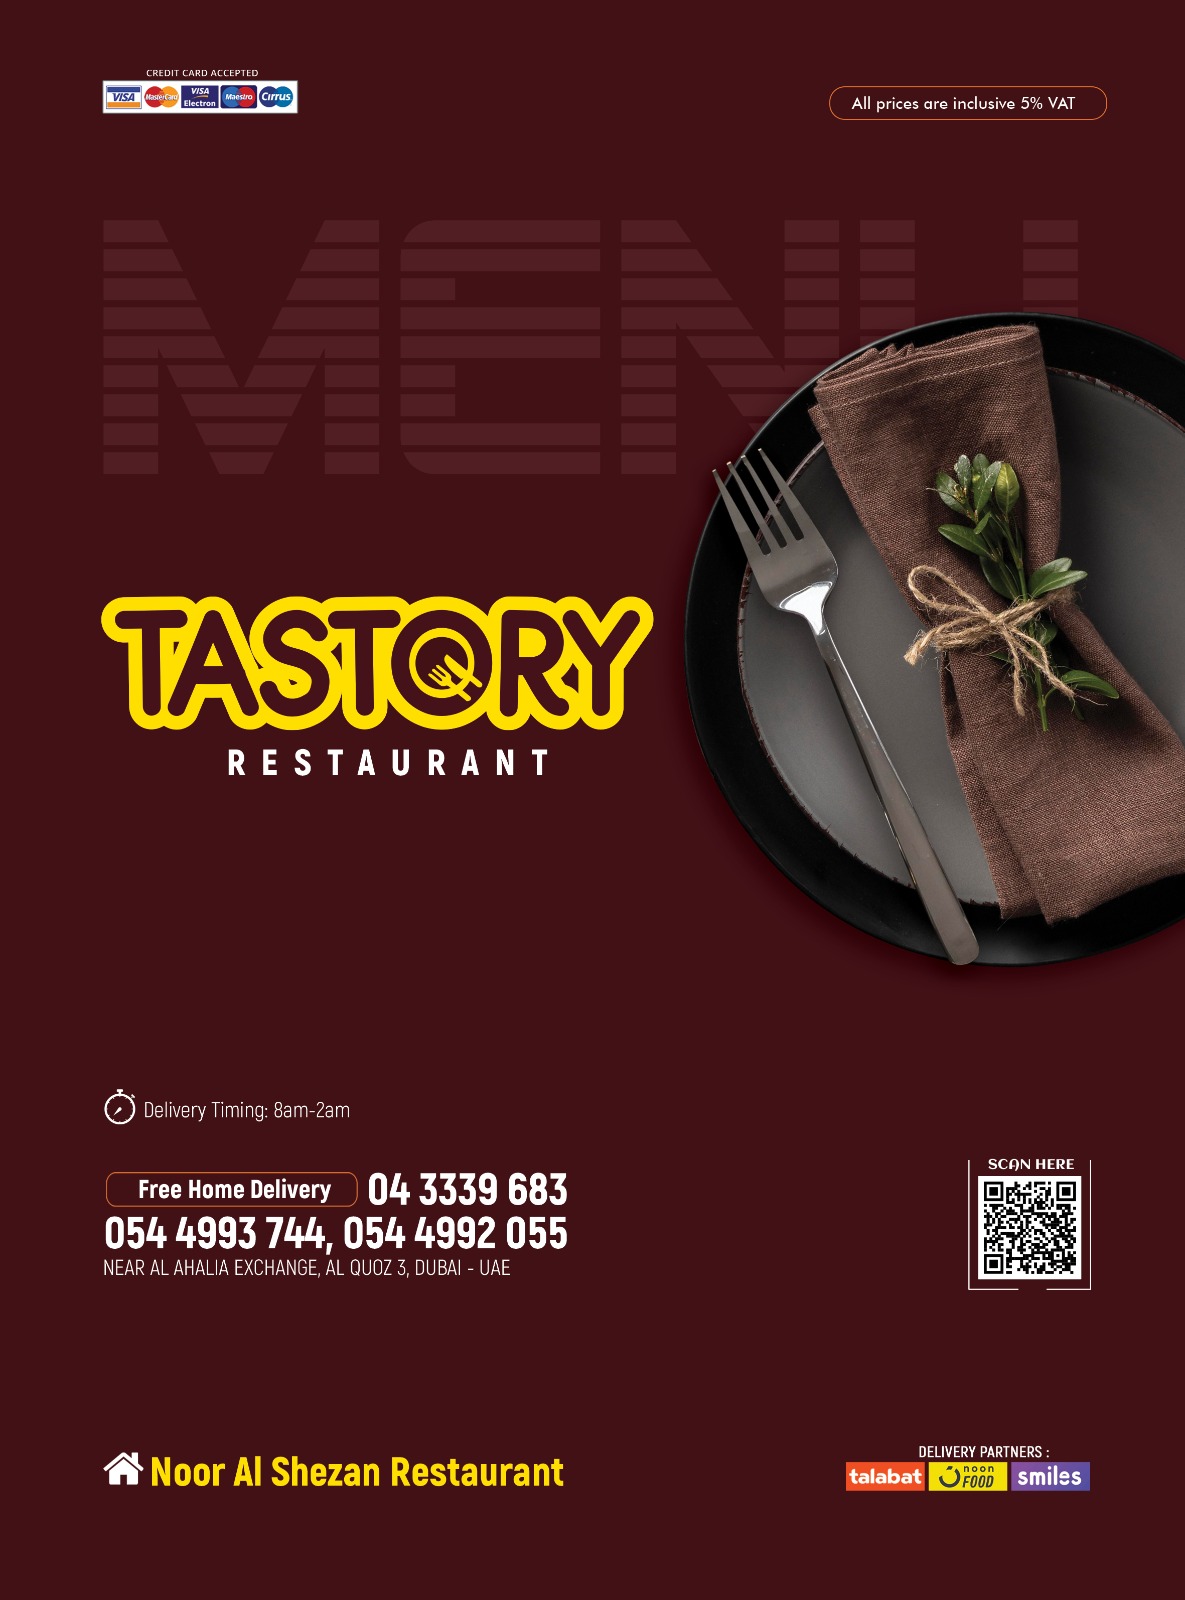 CREDIT CARD ACCEPTED
VISA MasterCard VISA Electron Maestro Cirrus
All prices are inclusive 5% VAT
MENU
TASTORY
RESTAURANT
Delivery Timing: 8am-2am
Free Home Delivery 04 3339 683
054 4993 744, 054 4992 055
NEAR AL AHALIA EXCHANGE, AL QUOZ 3, DUBAI - UAE
SCAN HERE
Noor Al Shezan Restaurant
DELIVERY PARTNERS :
talabat noon FOOD smiles